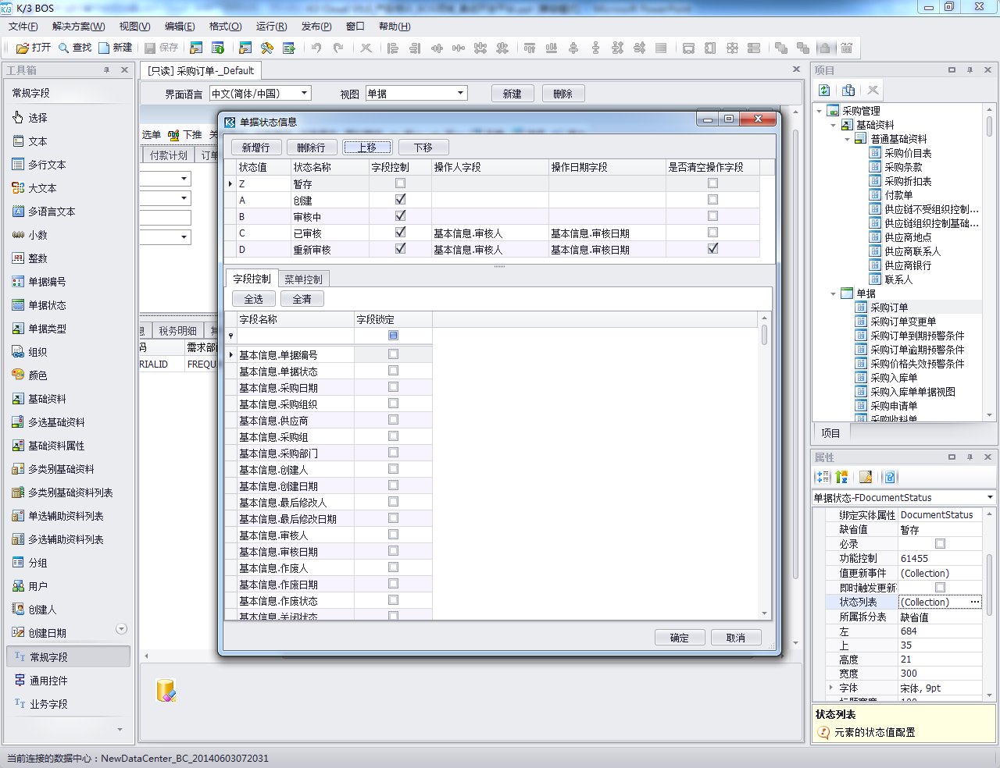 K/3 BOS
文件(F) 解决方案(W) 视图(V) 编辑(E) 格式(O) 运行(R) 发布(P) 窗口 帮助(H)
打开 查找 新建 保存
工具箱
常规字段
选择
文本
多行文本
大文本
多语言文本
小数
整数
单据编号
单据状态
单据类型
组织
颜色
基础资料
多选基础资料
基础资料属性
多类别基础资料
多类别基础资料列表
单选辅助资料列表
多选辅助资料列表
分组
用户
创建人
创建日期
常规字段
通用控件
业务字段
[只读] 采购订单-_Default
界面语言 中文(简体/中国) 视图 单据 新建 删除
选单 下推
付款计划 订单
税务明细
码 需求部门
RIALID FREQU
单据状态信息
新增行 删除行 上移 下移
状态值 状态名称 字段控制 操作人字段 操作日期字段 是否清空操作字段
Z 暂存
A 创建
B 审核中
C 已审核 基本信息.审核人 基本信息.审核日期
D 重新审核 基本信息.审核人 基本信息.审核日期
字段控制 菜单控制
全选 全清
字段名称 字段锁定
基本信息.单据编号
基本信息.单据状态
基本信息.采购日期
基本信息.采购组织
基本信息.供应商
基本信息.采购组
基本信息.采购部门
基本信息.创建人
基本信息.创建日期
基本信息.最后修改人
基本信息.最后修改日期
基本信息.审核人
基本信息.审核日期
基本信息.作废人
基本信息.作废日期
基本信息.作废状态
基本信息.关闭状态
确定 取消
项目
采购管理
基础资料
普通基础资料
采购价目表
采购条款
采购折扣表
付款单
供应链不受组织控制...
供应链组织控制基础...
供应商地点
供应商联系人
供应商银行
联系人
单据
采购订单
采购订单变更单
采购订单到期预警条件
采购订单逾期预警条件
采购价格失效预警条件
采购入库单
采购入库单单据视图
采购申请单
采购收料单
项目
属性
单据状态-FDocumentStatus
绑定实体属性 DocumentStatus
缺省值 暂存
必录
功能控制 61455
值更新事件 (Collection)
即时触发更新
状态列表 (Collection) ...
所属拆分表 缺省值
左 684
上 35
高度 21
宽度 300
字体 宋体, 9pt
标题宽度 100
状态列表
元素的状态值配置
当前连接的数据中心：NewDataCenter_BC_20140603072031